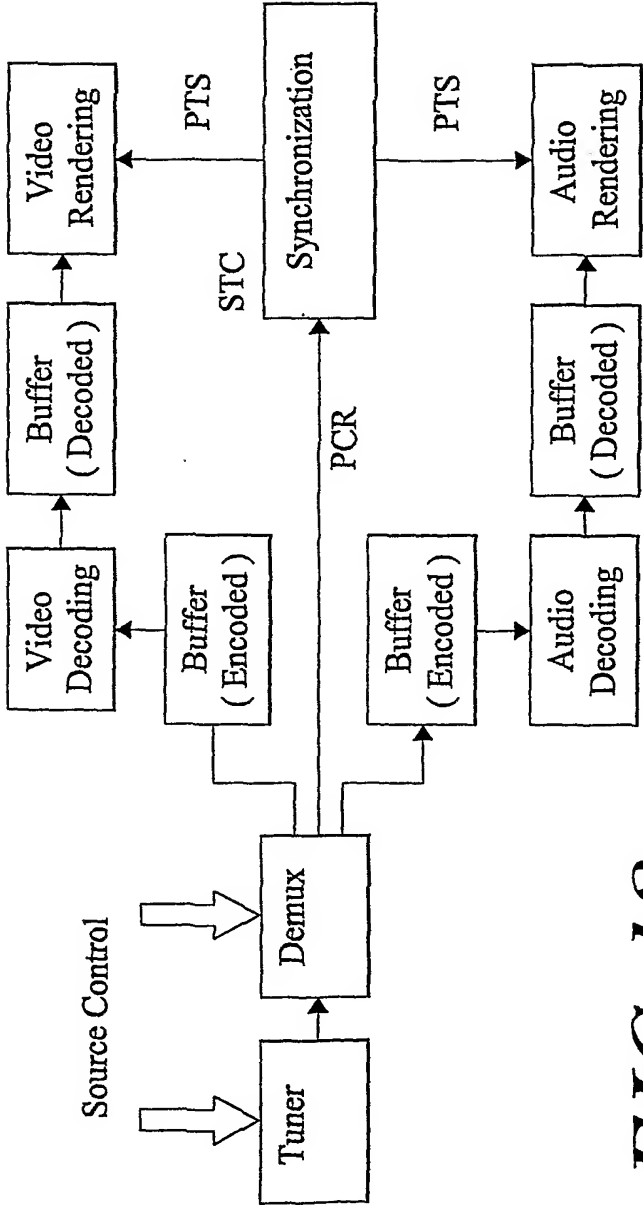 Source Control
Tuner
Demux
Buffer
( Encoded )
Video
Decoding
Buffer
( Decoded )
Video
Rendering
PTS
STC
Synchronization
PCR
PTS
Buffer
( Encoded )
Audio
Decoding
Buffer
( Decoded )
Audio
Rendering